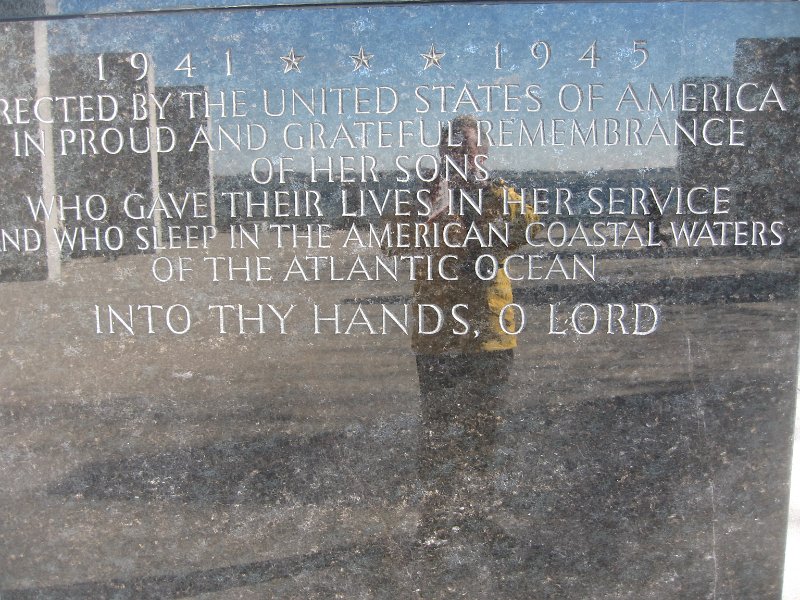 1941 ☆ ☆ ☆ 1945
RECTED BY THE UNITED STATES OF AMERICA
IN PROUD AND GRATEFUL REMEMBRANCE
OF HER SONS
WHO GAVE THEIR LIVES IN HER SERVICE
ND WHO SLEEP IN THE AMERICAN COASTAL WATERS
OF THE ATLANTIC OCEAN
INTO THY HANDS, O LORD